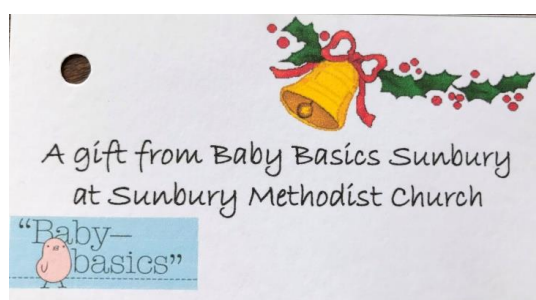 A gift from Baby Basics Sunbury
at Sunbury Methodist Church
“Baby—
basics”